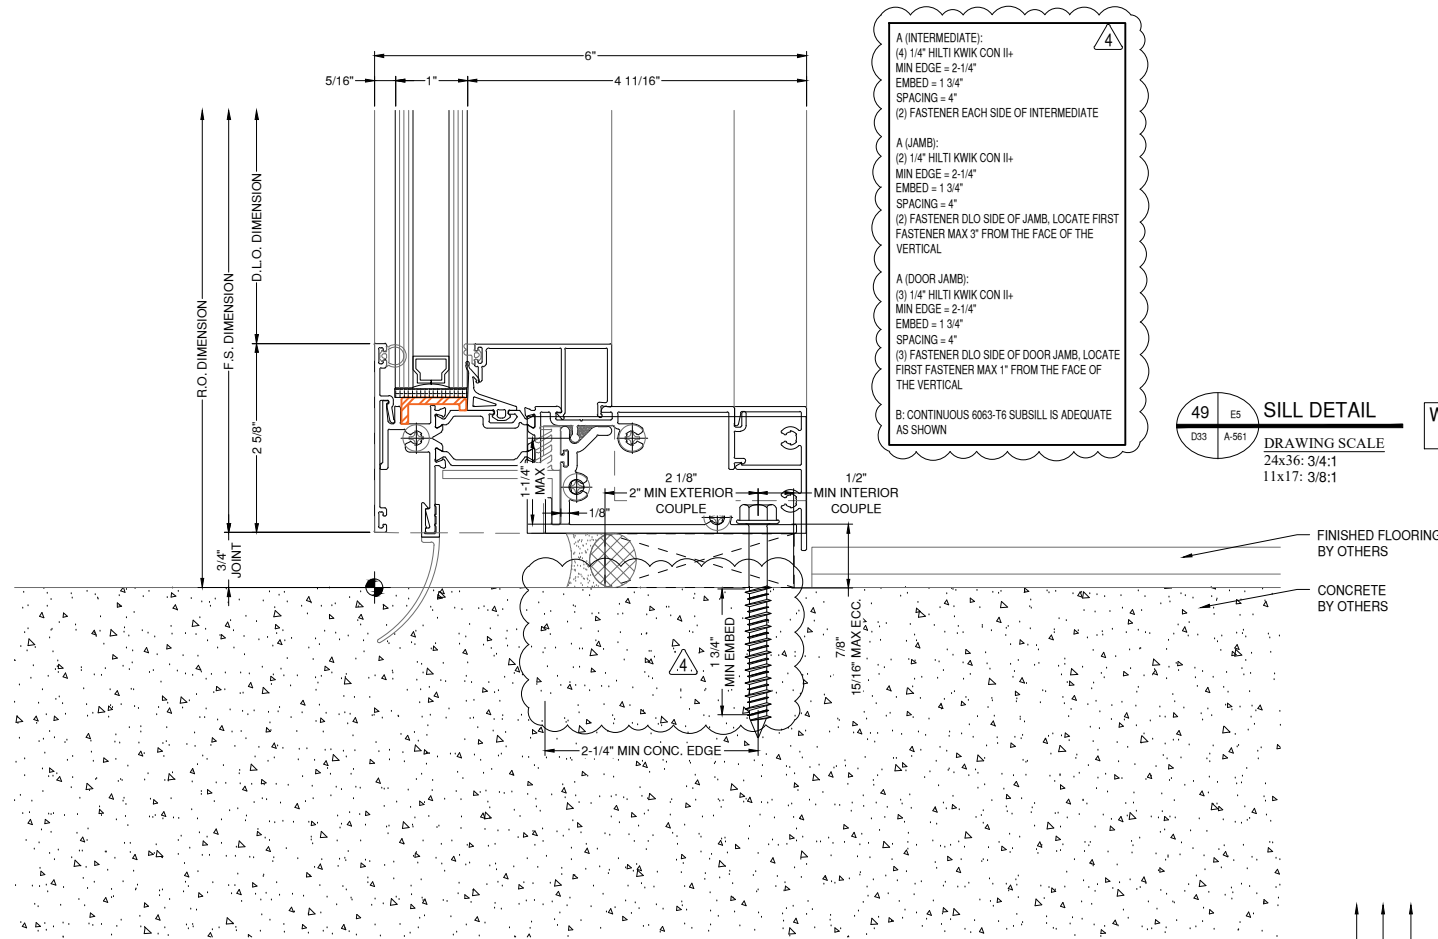 6"
5/16"
1"
4 11/16"
R.O. DIMENSION
F.S. DIMENSION
D.L.O. DIMENSION
2 5/8"
3/4"
JOINT
1-1/4"
MAX
1/8"
2 1/8"
2" MIN EXTERIOR
COUPLE
1/2"
MIN INTERIOR
COUPLE
1 3/4"
MIN EMBED
4
7/8"
15/16" MAX ECC.
2-1/4" MIN CONC. EDGE
4
A (INTERMEDIATE):
(4) 1/4" HILTI KWIK CON II+
MIN EDGE = 2-1/4"
EMBED = 1 3/4"
SPACING = 4"
(2) FASTENER EACH SIDE OF INTERMEDIATE
A (JAMB):
(2) 1/4" HILTI KWIK CON II+
MIN EDGE = 2-1/4"
EMBED = 1 3/4"
SPACING = 4"
(2) FASTENER DLO SIDE OF JAMB, LOCATE FIRST
FASTENER MAX 3" FROM THE FACE OF THE
VERTICAL
A (DOOR JAMB):
(3) 1/4" HILTI KWIK CON II+
MIN EDGE = 2-1/4"
EMBED = 1 3/4"
SPACING = 4"
(3) FASTENER DLO SIDE OF DOOR JAMB, LOCATE
FIRST FASTENER MAX 1" FROM THE FACE OF
THE VERTICAL
B: CONTINUOUS 6063-T6 SUBSILL IS ADEQUATE
AS SHOWN
49
E5
D33
A-561
SILL DETAIL
DRAWING SCALE
24x36: 3/4:1
11x17: 3/8:1
FINISHED FLOORING
BY OTHERS
CONCRETE
BY OTHERS